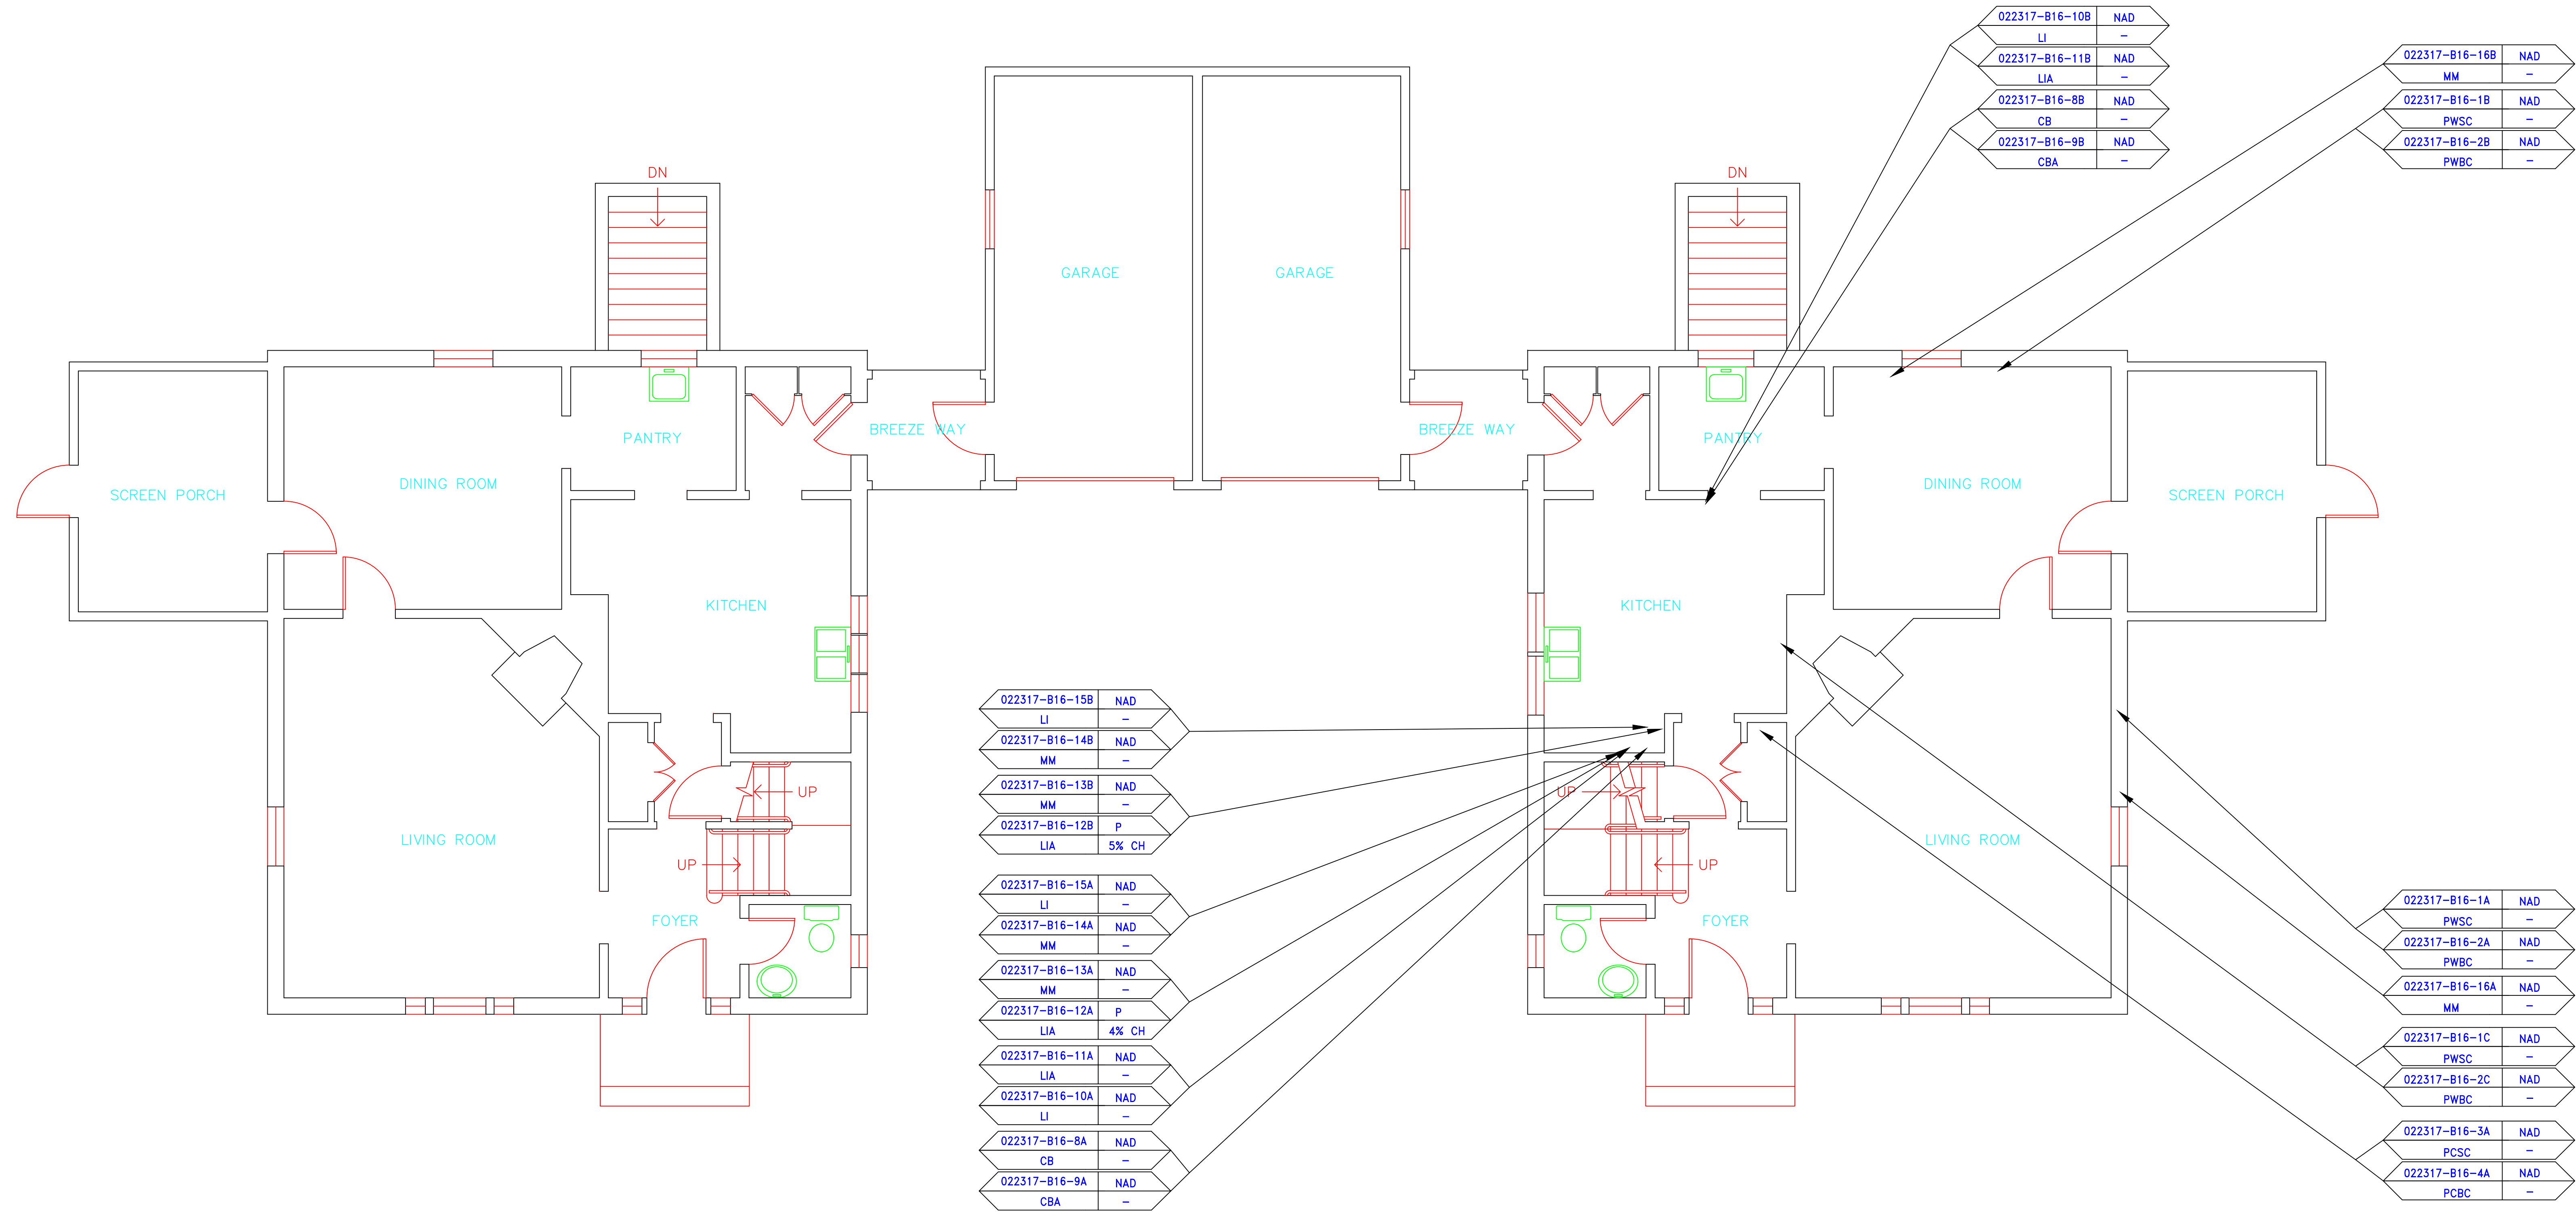 022317-B16-10B NAD
LI -
022317-B16-11B NAD
LIA -
022317-B16-8B NAD
CB -
022317-B16-9B NAD
CBA -
022317-B16-16B NAD
MM -
022317-B16-1B NAD
PWSC -
022317-B16-2B NAD
PWBC -
DN
DN
GARAGE
GARAGE
BREEZE WAY
BREEZE WAY
PANTRY
PANTRY
SCREEN PORCH
DINING ROOM
DINING ROOM
SCREEN PORCH
KITCHEN
KITCHEN
UP
UP
LIVING ROOM
LIVING ROOM
UP
UP
FOYER
FOYER
022317-B16-15B NAD
LI -
022317-B16-14B NAD
MM -
022317-B16-13B NAD
MM -
022317-B16-12B P
LIA 5% CH
022317-B16-15A NAD
LI -
022317-B16-14A NAD
MM -
022317-B16-13A NAD
MM -
022317-B16-12A P
LIA 4% CH
022317-B16-11A NAD
LIA -
022317-B16-10A NAD
LI -
022317-B16-8A NAD
CB -
022317-B16-9A NAD
CBA -
022317-B16-1A NAD
PWSC -
022317-B16-2A NAD
PWBC -
022317-B16-16A NAD
MM -
022317-B16-1C NAD
PWSC -
022317-B16-2C NAD
PWBC -
022317-B16-3A NAD
PCSC -
022317-B16-4A NAD
PCBC -